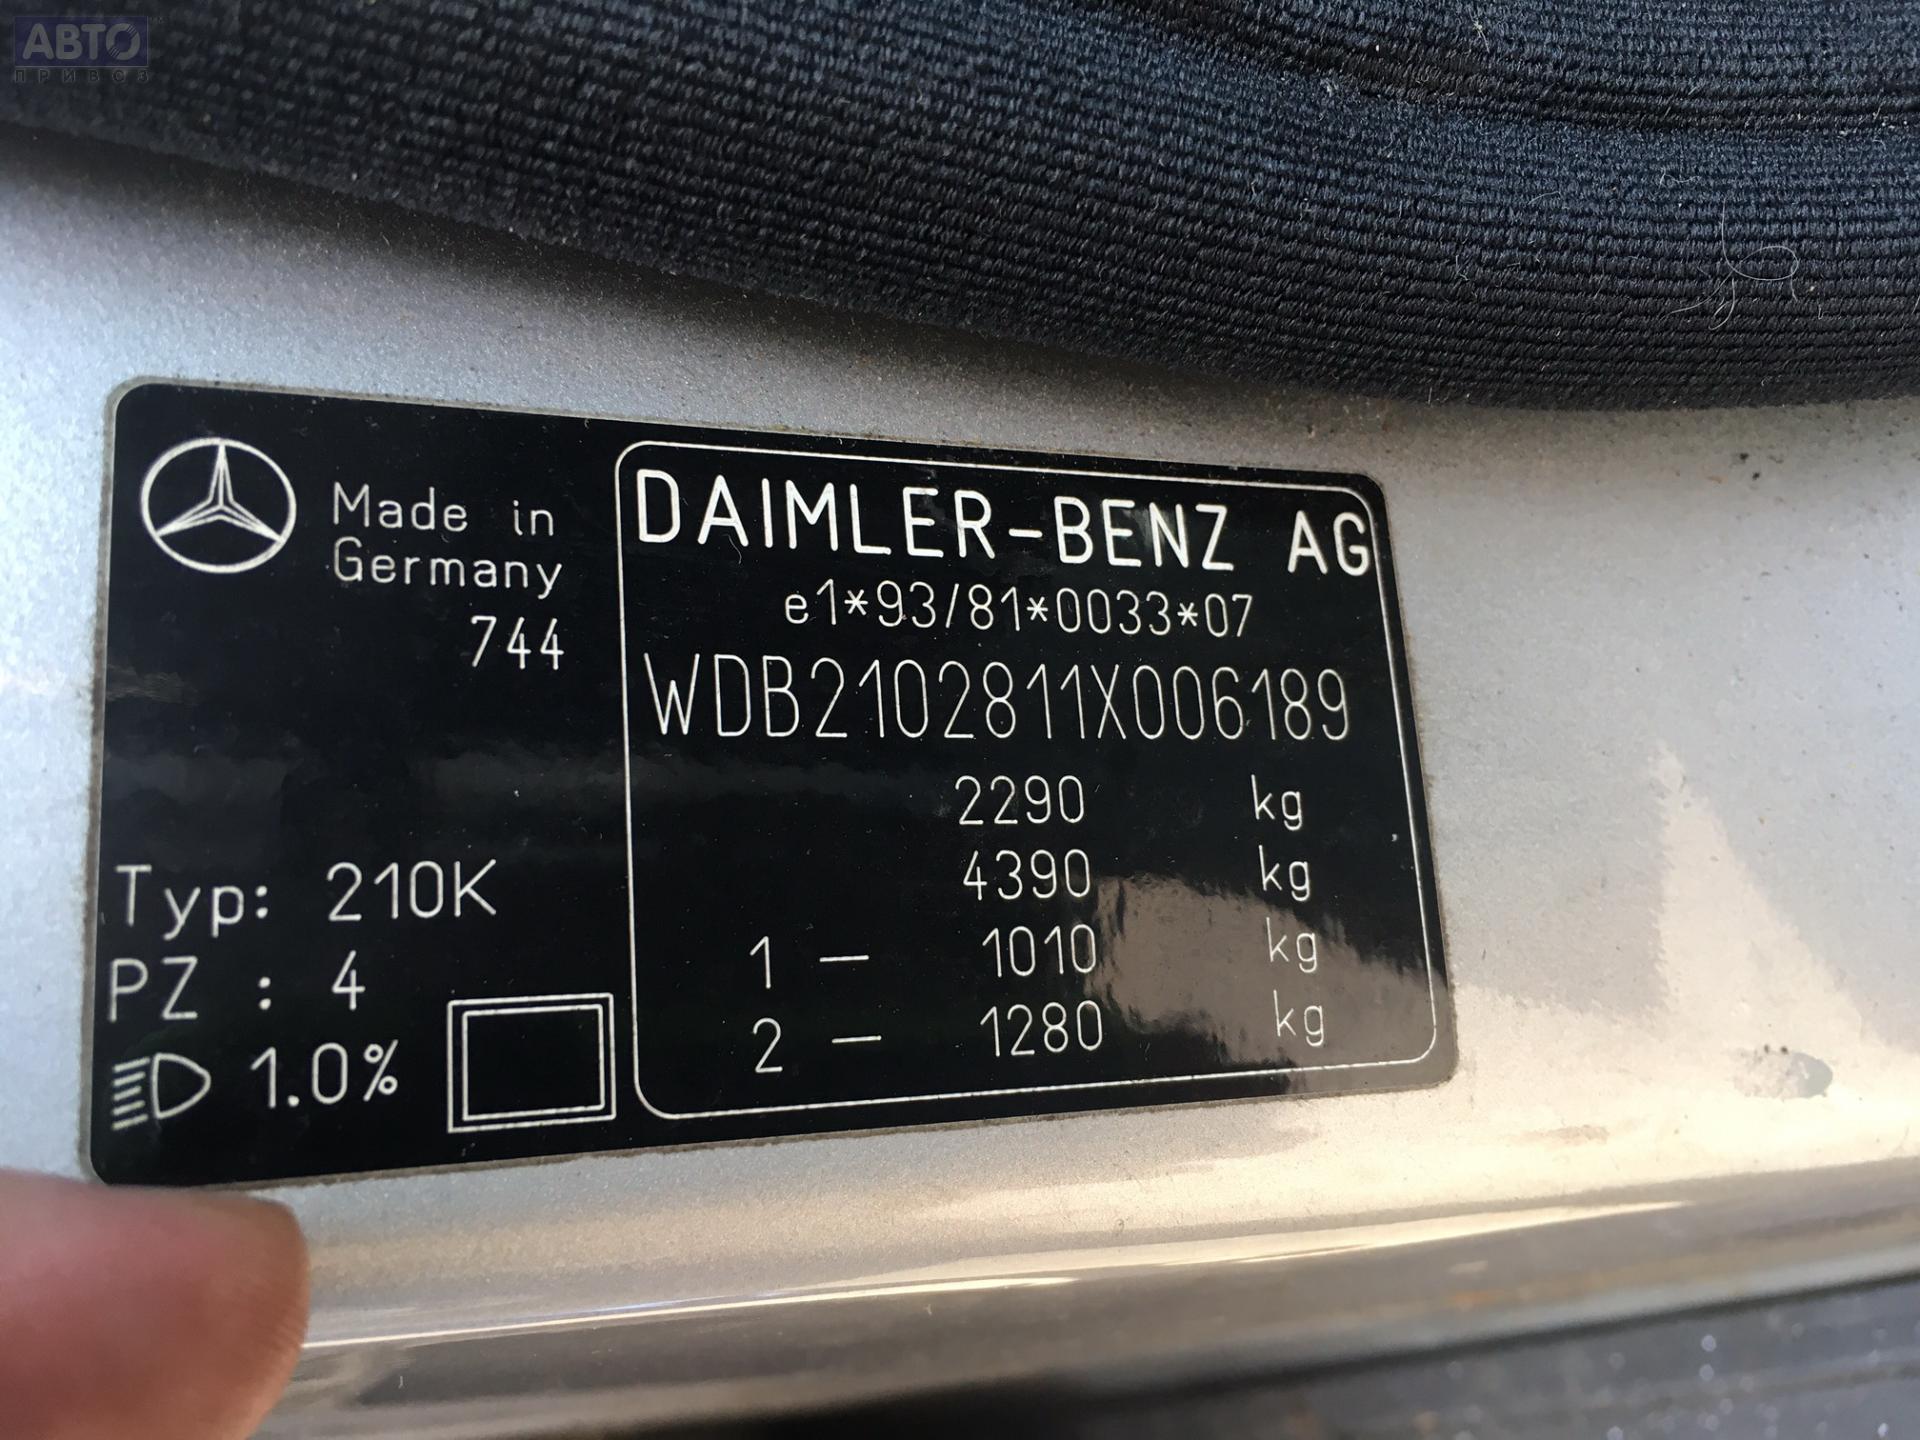 АВТО
ПРИВОЗ
Made in
Germany
744
Typ: 210K
PZ : 4
1.0%
DAIMLER-BENZ AG
e1*93/81*0033*07
WDB2102811X006189
2290 kg
4390 kg
1 – 1010 kg
2 – 1280 kg